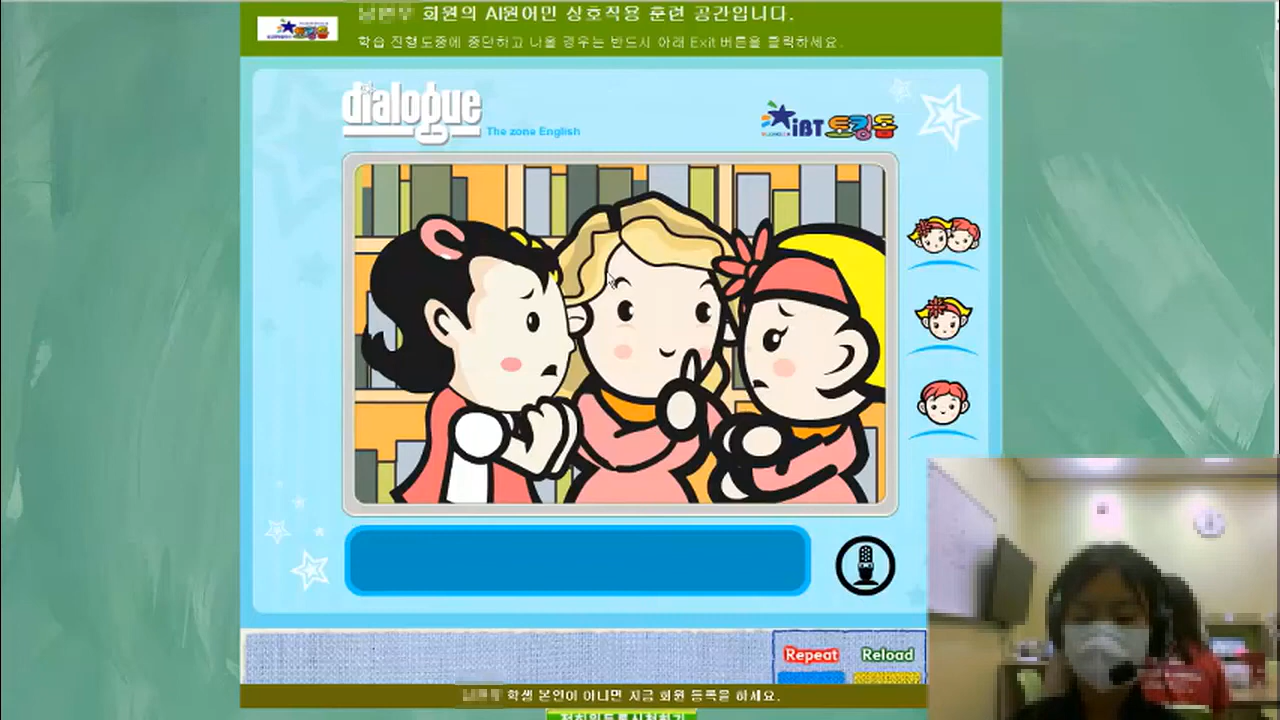 회원의 AI원어민 상호작용 훈련 공간입니다.
학습 진행도중에 중단하고 나올 경우는 반드시 아래 Exit 버튼을 클릭하세요.
dialogue
The zone English
iBT 토킹돔
Repeat
Reload
학생 본인이 아니면 지금 회원 등록을 하세요.